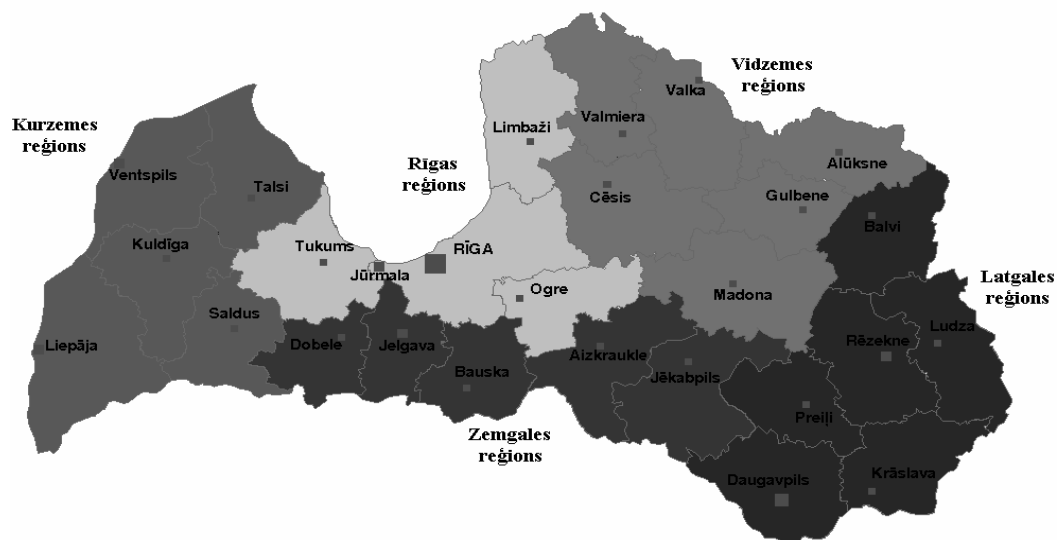 Vidzemes
reģions
Valka
Kurzemes
reģions
Limbaži
Valmiera
Rīgas
reģions
Alūksne
Ventspils
Talsi
Cēsis
Gulbene
Balvi
Kuldīga
Tukums
RĪGA
Jūrmala
Latgales
reģions
Ogre
Madona
Saldus
Ludza
Liepāja
Dobele
Jelgava
Aizkraukle
Rēzekne
Bauska
Jēkabpils
Preiļi
Zemgales
reģions
Daugavpils
Krāslava